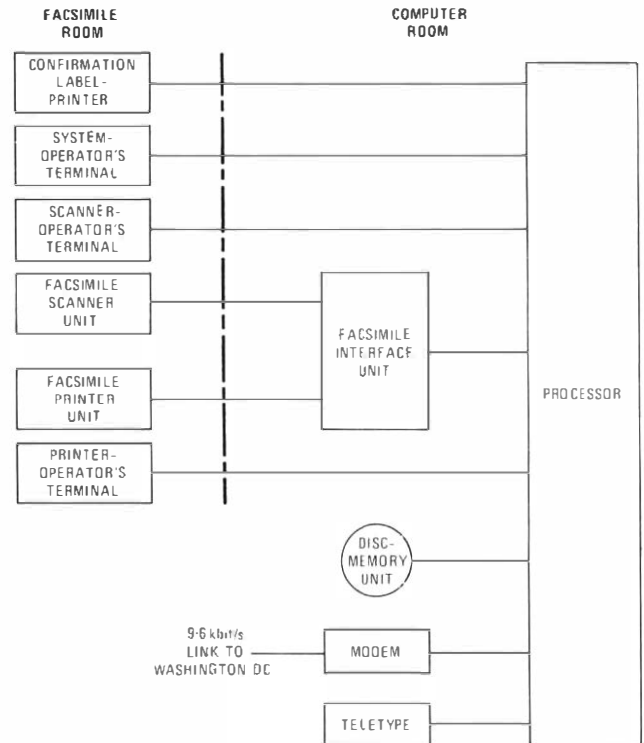 FACSIMILE
ROOM
COMPUTER
ROOM
CONFIRMATION
LABEL-
PRINTER
SYSTEM-
OPERATOR'S
TERMINAL
SCANNER-
OPERATOR'S
TERMINAL
FACSIMILE
SCANNER
UNIT
FACSIMILE
INTERFACE
UNIT
FACSIMILE
PRINTER
UNIT
PROCESSOR
PRINTER-
OPERATOR'S
TERMINAL
DISC-
MEMORY
UNIT
9·6 kbit/s
LINK TO
WASHINGTON DC
MODEM
TELETYPE